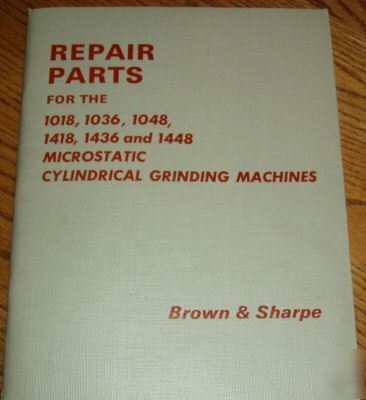 REPAIR
PARTS
FOR THE
1018, 1036, 1048,
1418, 1436 and 1448
MICROSTATIC
CYLINDRICAL GRINDING MACHINES
Brown & Sharpe